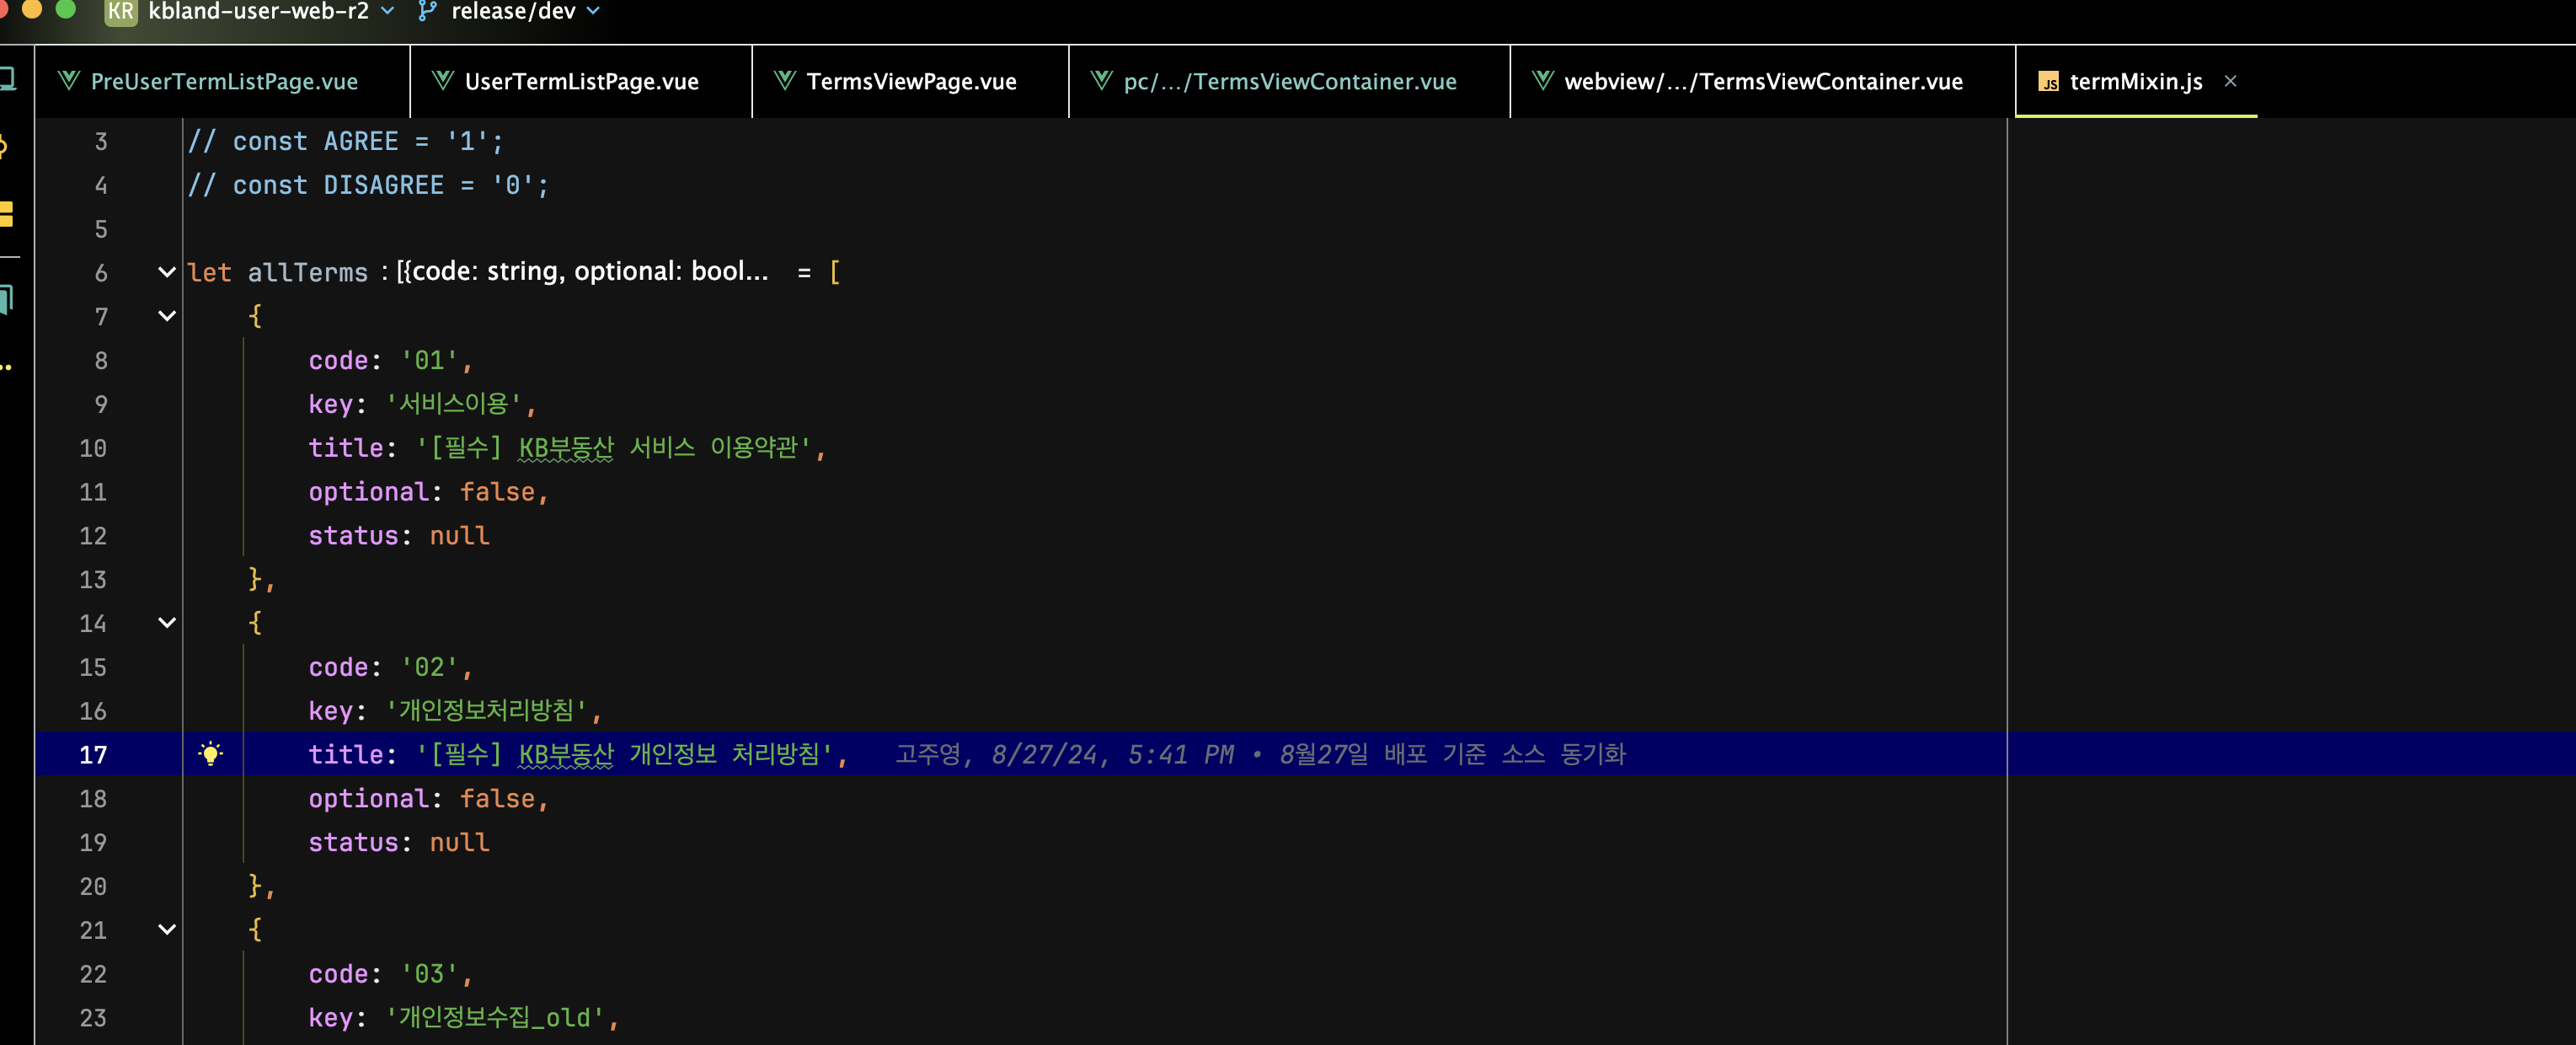 KR kbland-user-web-r2 release/dev
PreUserTermListPage.vue UserTermListPage.vue TermsViewPage.vue pc/.../TermsViewContainer.vue webview/.../TermsViewContainer.vue JS termMixin.js ×
3 // const AGREE = '1';
4 // const DISAGREE = '0';
5
6 let allTerms : [{code: string, optional: bool... = [
7 {
8 code: '01',
9 key: '서비스이용',
10 title: '[필수] KB부동산 서비스 이용약관',
11 optional: false,
12 status: null
13 },
14 {
15 code: '02',
16 key: '개인정보처리방침',
17 title: '[필수] KB부동산 개인정보 처리방침', 고주영, 8/27/24, 5:41 PM • 8월27일 배포 기준 소스 동기화
18 optional: false,
19 status: null
20 },
21 {
22 code: '03',
23 key: '개인정보수집_old',